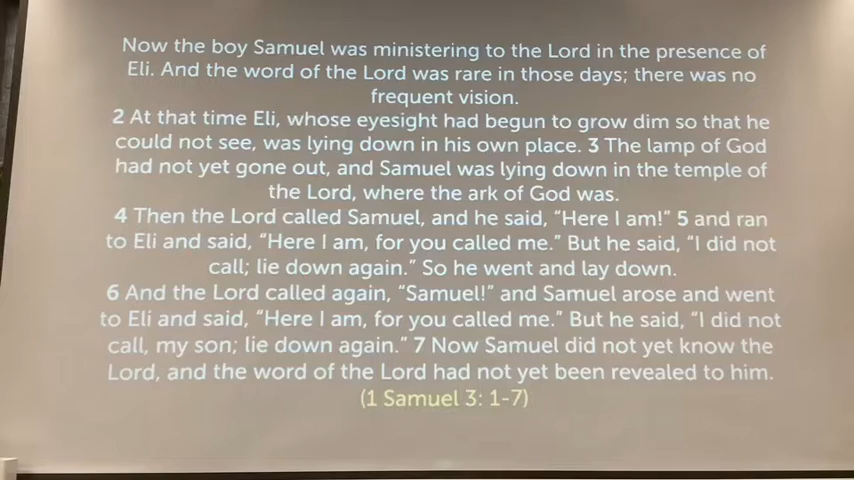 Now the boy Samuel was ministering to the Lord in the presence of
Eli. And the word of the Lord was rare in those days; there was no
frequent vision.
2 At that time Eli, whose eyesight had begun to grow dim so that he
could not see, was lying down in his own place. 3 The lamp of God
had not yet gone out, and Samuel was lying down in the temple of
the Lord, where the ark of God was.
4 Then the Lord called Samuel, and he said, “Here I am!” 5 and ran
to Eli and said, “Here I am, for you called me.” But he said, “I did not
call; lie down again.” So he went and lay down.
6 And the Lord called again, “Samuel!” and Samuel arose and went
to Eli and said, “Here I am, for you called me.” But he said, “I did not
call, my son; lie down again.” 7 Now Samuel did not yet know the
Lord, and the word of the Lord had not yet been revealed to him.
(1 Samuel 3: 1-7)